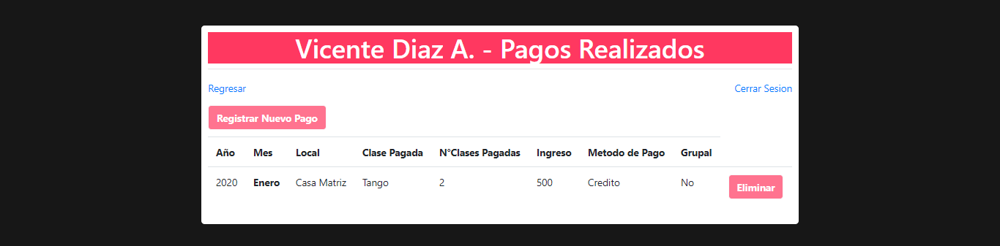 Vicente Diaz A. - Pagos Realizados
Regresar Cerrar Sesion
Registrar Nuevo Pago
Año Mes Local Clase Pagada N°Clases Pagadas Ingreso Metodo de Pago Grupal
2020 Enero Casa Matriz Tango 2 500 Credito No Eliminar